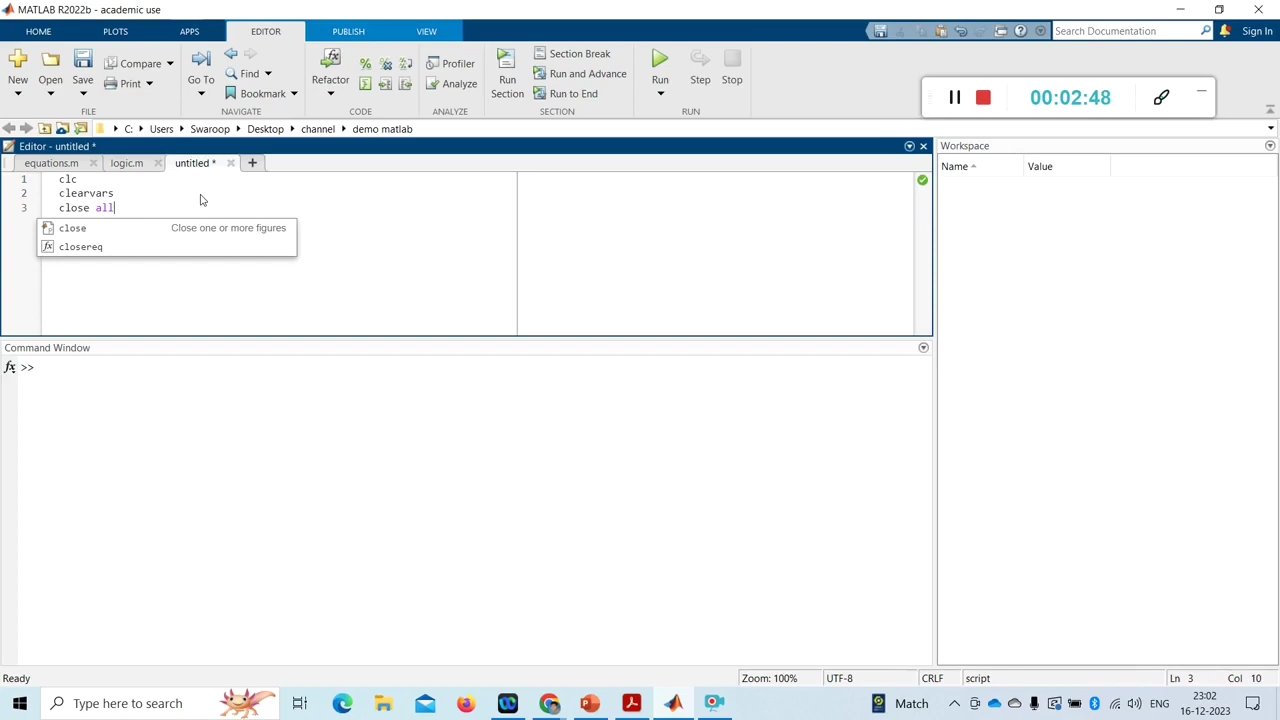 MATLAB R2022b - academic use
HOME PLOTS APPS EDITOR PUBLISH VIEW Search Documentation Sign In
New Open Save Compare Print Go To Find Bookmark Refactor Profiler Analyze Run Section Section Break Run and Advance Run to End Run Step Stop
FILE NAVIGATE CODE ANALYZE SECTION RUN
00:02:48
C: Users Swaroop Desktop channel demo matlab
Editor - untitled *
Workspace
equations.m logic.m untitled *
Name Value
1 clc
2 clearvars
3 close all
close Close one or more figures
fx closereq
Command Window
fx >>
Ready Zoom: 100% UTF-8 CRLF script Ln 3 Col 10
Type here to search Match ENG 23:02
16-12-2023